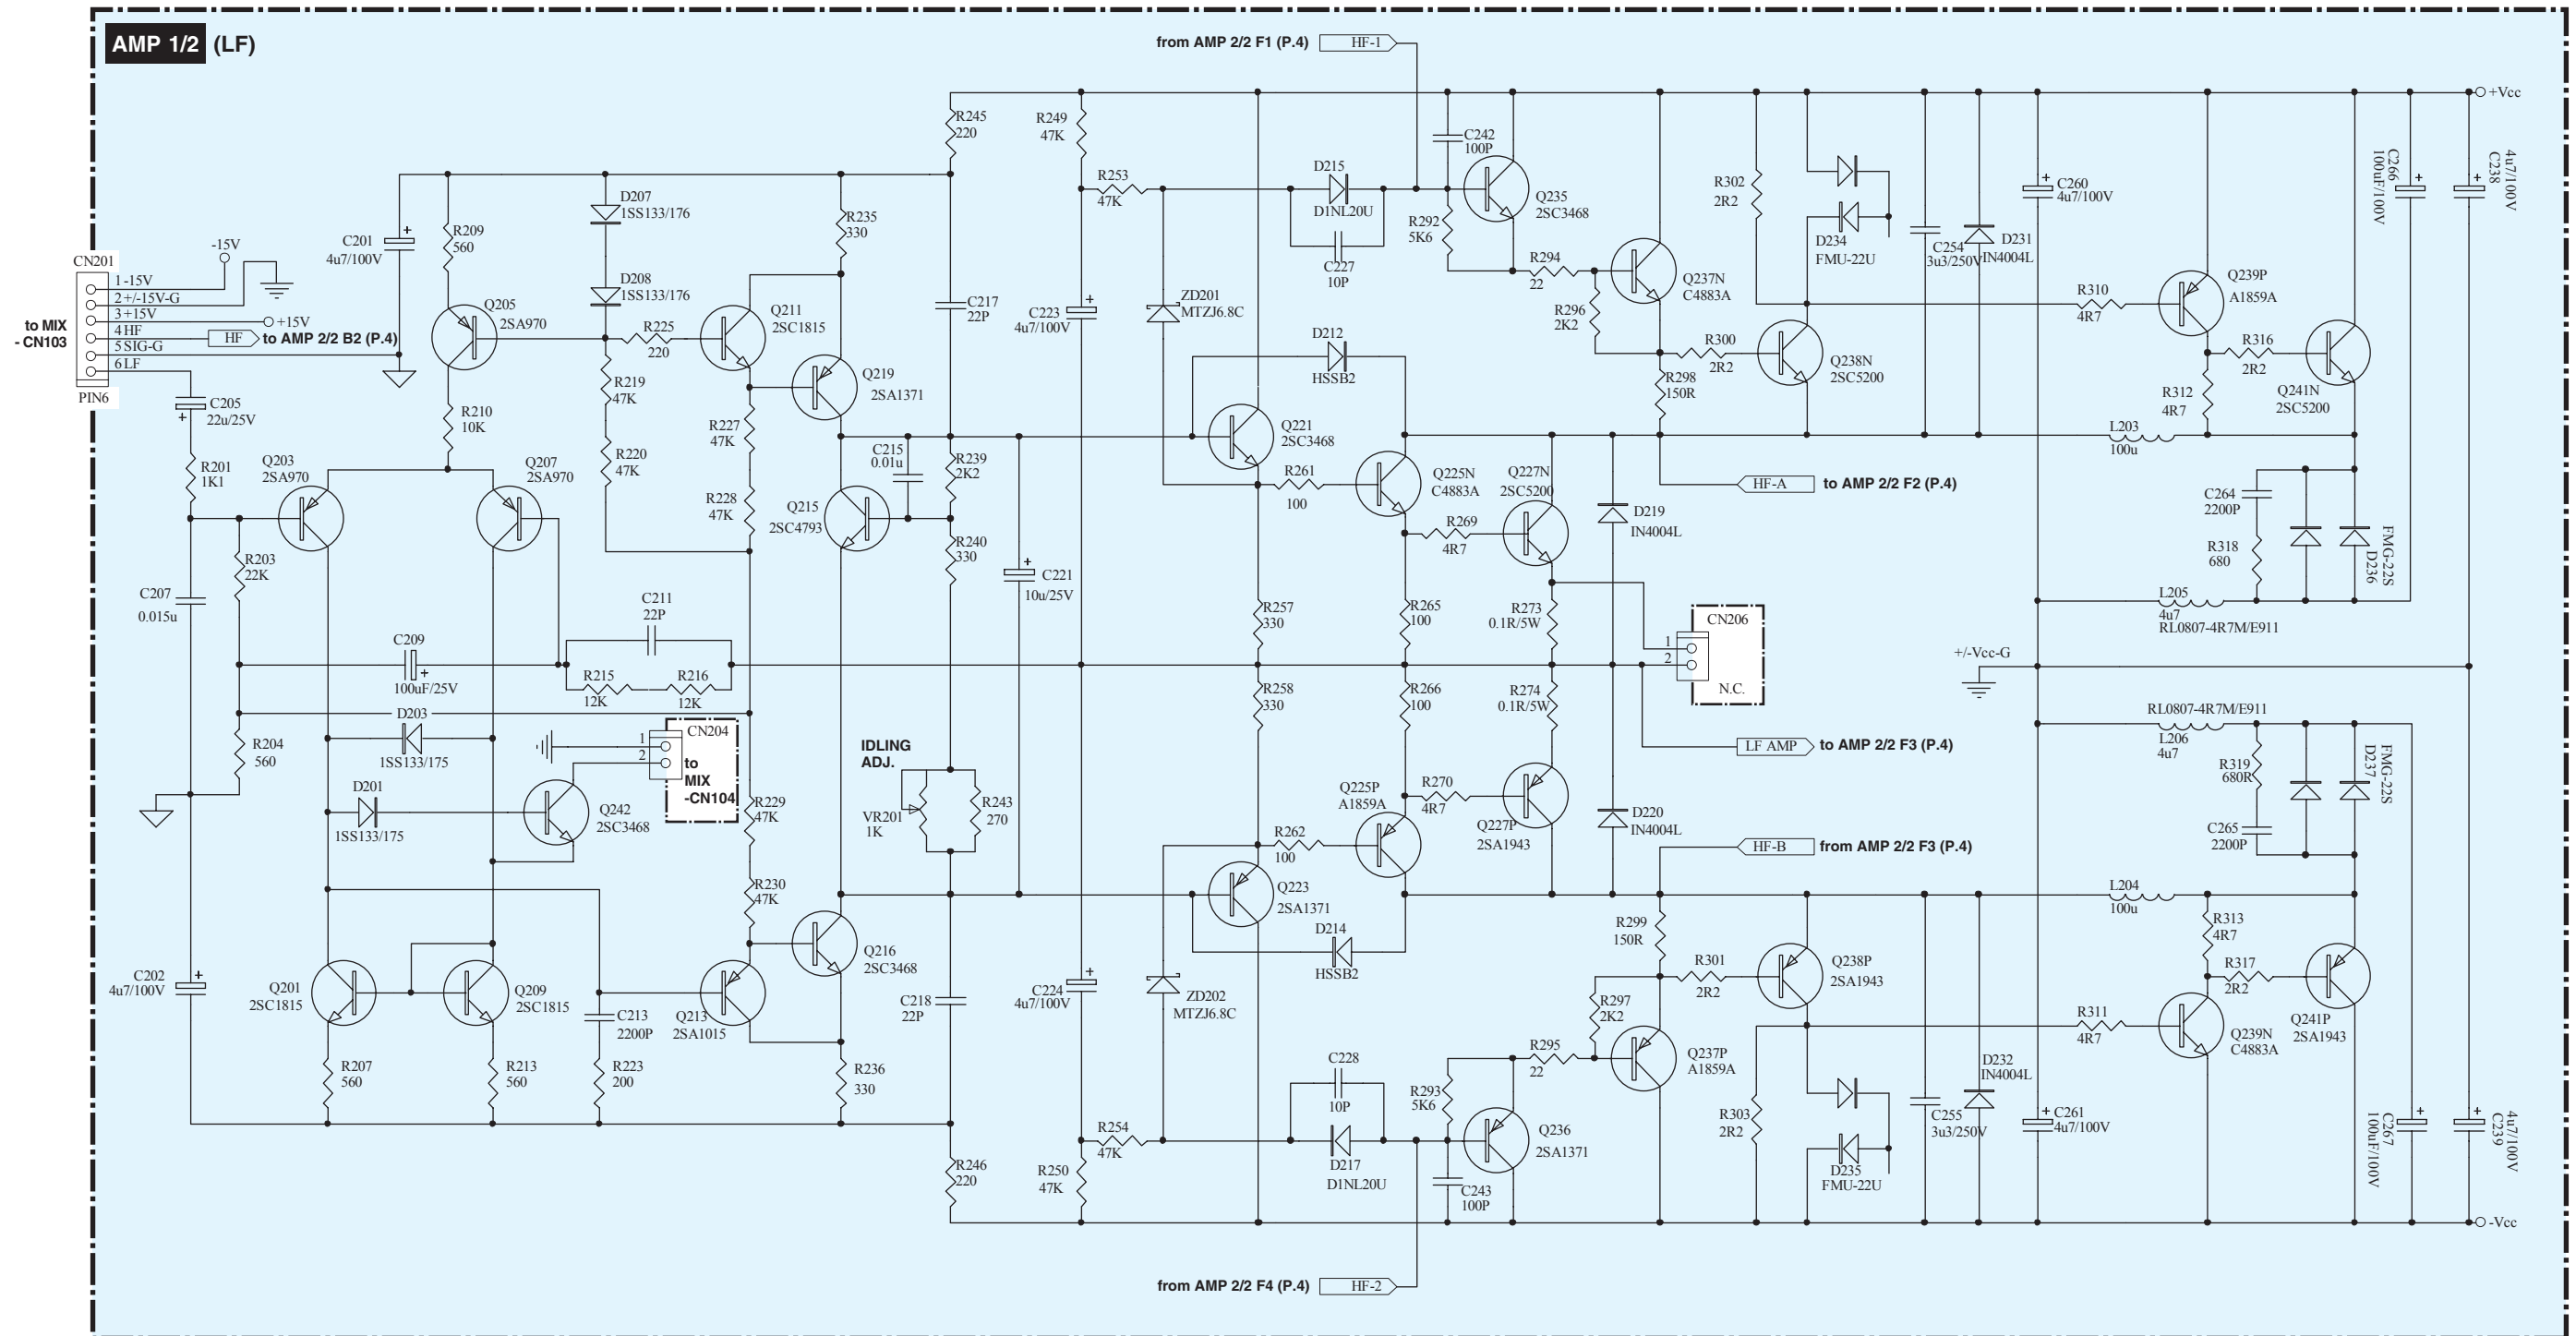 AMP 1/2 (LF)
from AMP 2/2 F1 (P.4) HF-1
+Vcc
R245
220
R249
47K
C242
100P
C266
100uF/100V
4u7/100V
C238
D207
1SS133/176
R235
330
R253
47K
D215
D1NL20U
R292
5K6
Q235
2SC3468
R302
2R2
C260
4u7/100V
C201
4u7/100V
R209
560
-15V
CN201
1 -15V
2 +/-15V-G
3 +15V
4 HF
5 SIG-G
6 LF
PIN6
to MIX
- CN103
+15V
HF to AMP 2/2 B2 (P.4)
D208
1SS133/176
Q205
2SA970
R225
220
Q211
2SC1815
C217
22P
C223
4u7/100V
ZD201
MTZJ6.8C
C227
10P
R294
22
R296
2K2
Q237N
C4883A
D234
FMU-22U
C254
3u3/250V
D231
IN4004L
R310
4R7
Q239P
A1859A
D212
HSSB2
R300
2R2
Q238N
2SC5200
R298
150R
R316
2R2
R312
4R7
Q241N
2SC5200
C205
22u/25V
R210
10K
R219
47K
R220
47K
Q219
2SA1371
R227
47K
C215
0.01u
R239
2K2
Q221
2SC3468
L203
100u
R201
1K1
Q203
2SA970
Q207
2SA970
R228
47K
Q215
2SC4793
R261
100
Q225N
C4883A
Q227N
2SC5200
HF-A to AMP 2/2 F2 (P.4)
C264
2200P
R269
4R7
D219
IN4004L
R318
680
FMG-22S
D236
R203
22K
C207
0.015u
R240
330
C221
10u/25V
C211
22P
R257
330
R265
100
R273
0.1R/5W
CN206
1
2
N.C.
L205
4u7
RL0807-4R7M/E911
C209
100uF/25V
R215
12K
R216
12K
+/-Vcc-G
R258
330
R266
100
R274
0.1R/5W
RL0807-4R7M/E911
L206
4u7
D203
1SS133/175
R204
560
CN204
1
2
to
MIX
-CN104
IDLING
ADJ.
LF AMP to AMP 2/2 F3 (P.4)
R319
680R
FMG-22S
D237
D201
1SS133/175
Q242
2SC3468
R229
47K
VR201
1K
R243
270
Q225P
A1859A
R270
4R7
Q227P
2SA1943
D220
IN4004L
C265
2200P
R262
100
HF-B from AMP 2/2 F3 (P.4)
R230
47K
Q223
2SA1371
L204
100u
Q216
2SC3468
D214
HSSB2
R299
150R
R313
4R7
C202
4u7/100V
Q201
2SC1815
Q209
2SC1815
C213
2200P
Q213
2SA1015
C218
22P
C224
4u7/100V
ZD202
MTZJ6.8C
R301
2R2
Q238P
2SA1943
R317
2R2
R297
2K2
R311
4R7
Q239N
C4883A
Q241P
2SA1943
R207
560
R213
560
R223
200
R236
330
C228
10P
R295
22
Q237P
A1859A
D232
IN4004L
R293
5K6
R303
2R2
C255
3u3/250V
C261
4u7/100V
C267
100uF/100V
4u7/100V
C239
R254
47K
D217
D1NL20U
Q236
2SA1371
R246
220
R250
47K
C243
100P
D235
FMU-22U
-Vcc
from AMP 2/2 F4 (P.4) HF-2